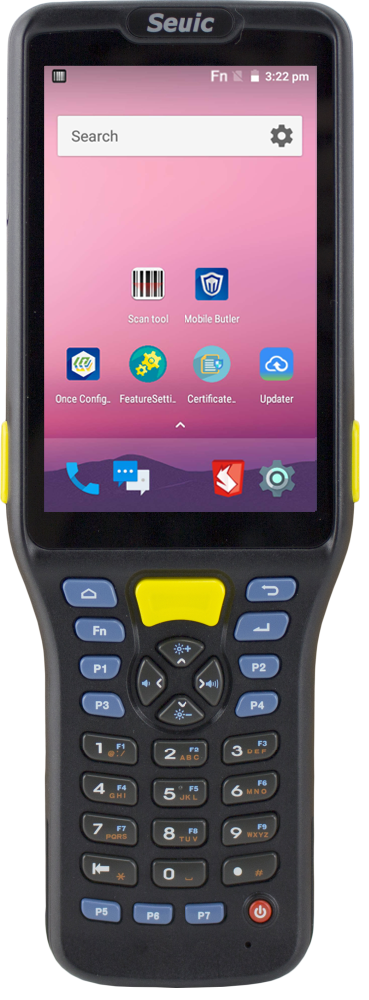 Seuic
Fn 3:22 pm
Search
Scan tool Mobile Butler
Once Config.. FeatureSetti.. Certificate.. Updater
Fn
P1 P2
P3 P4
1 F1 @:/ 2 F2 ABC 3 F3 DEF
4 F4 GHI 5 F5 JKL 6 F6 MNO
7 F7 PQRS 8 F8 TUV 9 F9 WXYZ
* 0 . #
P5 P6 P7